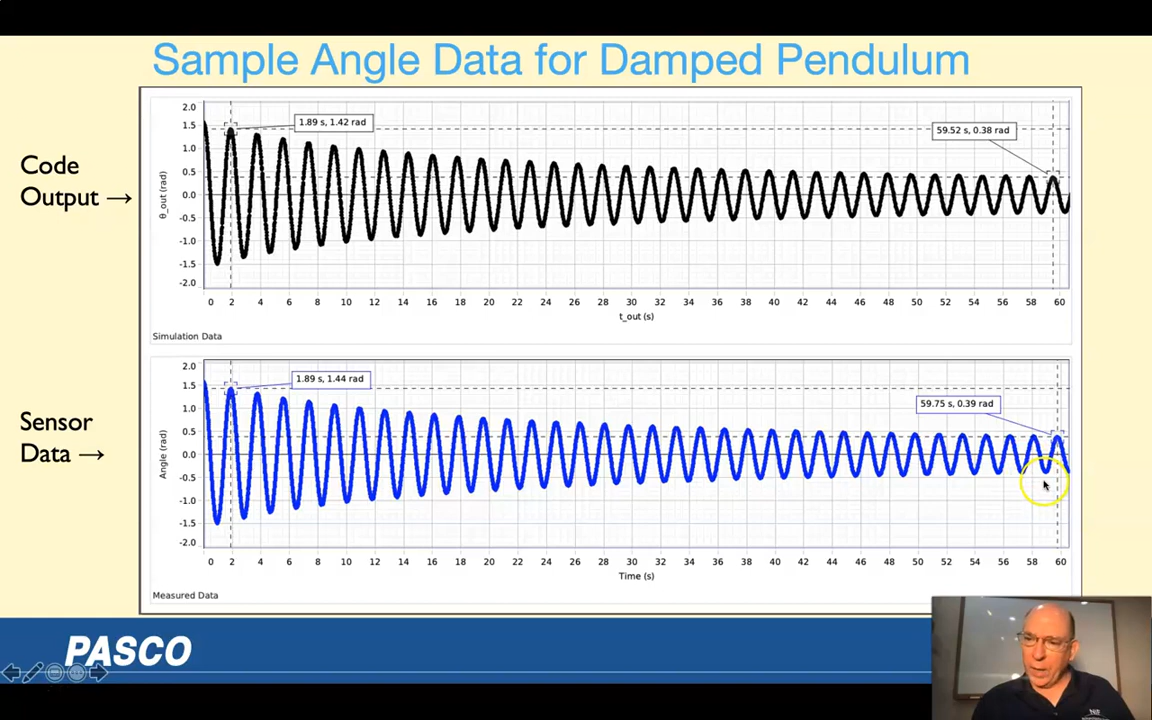 Sample Angle Data for Damped Pendulum
Code
Output →
2.0
1.5
1.0
0.5
0.0
-0.5
-1.0
-1.5
-2.0
θ_out (rad)
1.89 s, 1.42 rad
59.52 s, 0.38 rad
0 2 4 6 8 10 12 14 16 18 20 22 24 26 28 30 32 34 36 38 40 42 44 46 48 50 52 54 56 58 60
t_out (s)
Simulation Data
Sensor
Data →
2.0
1.5
1.0
0.5
0.0
-0.5
-1.0
-1.5
-2.0
Angle (rad)
1.89 s, 1.44 rad
59.75 s, 0.39 rad
0 2 4 6 8 10 12 14 16 18 20 22 24 26 28 30 32 34 36 38 40 42 44 46 48 50 52 54 56 58 60
Time (s)
Measured Data
PASCO